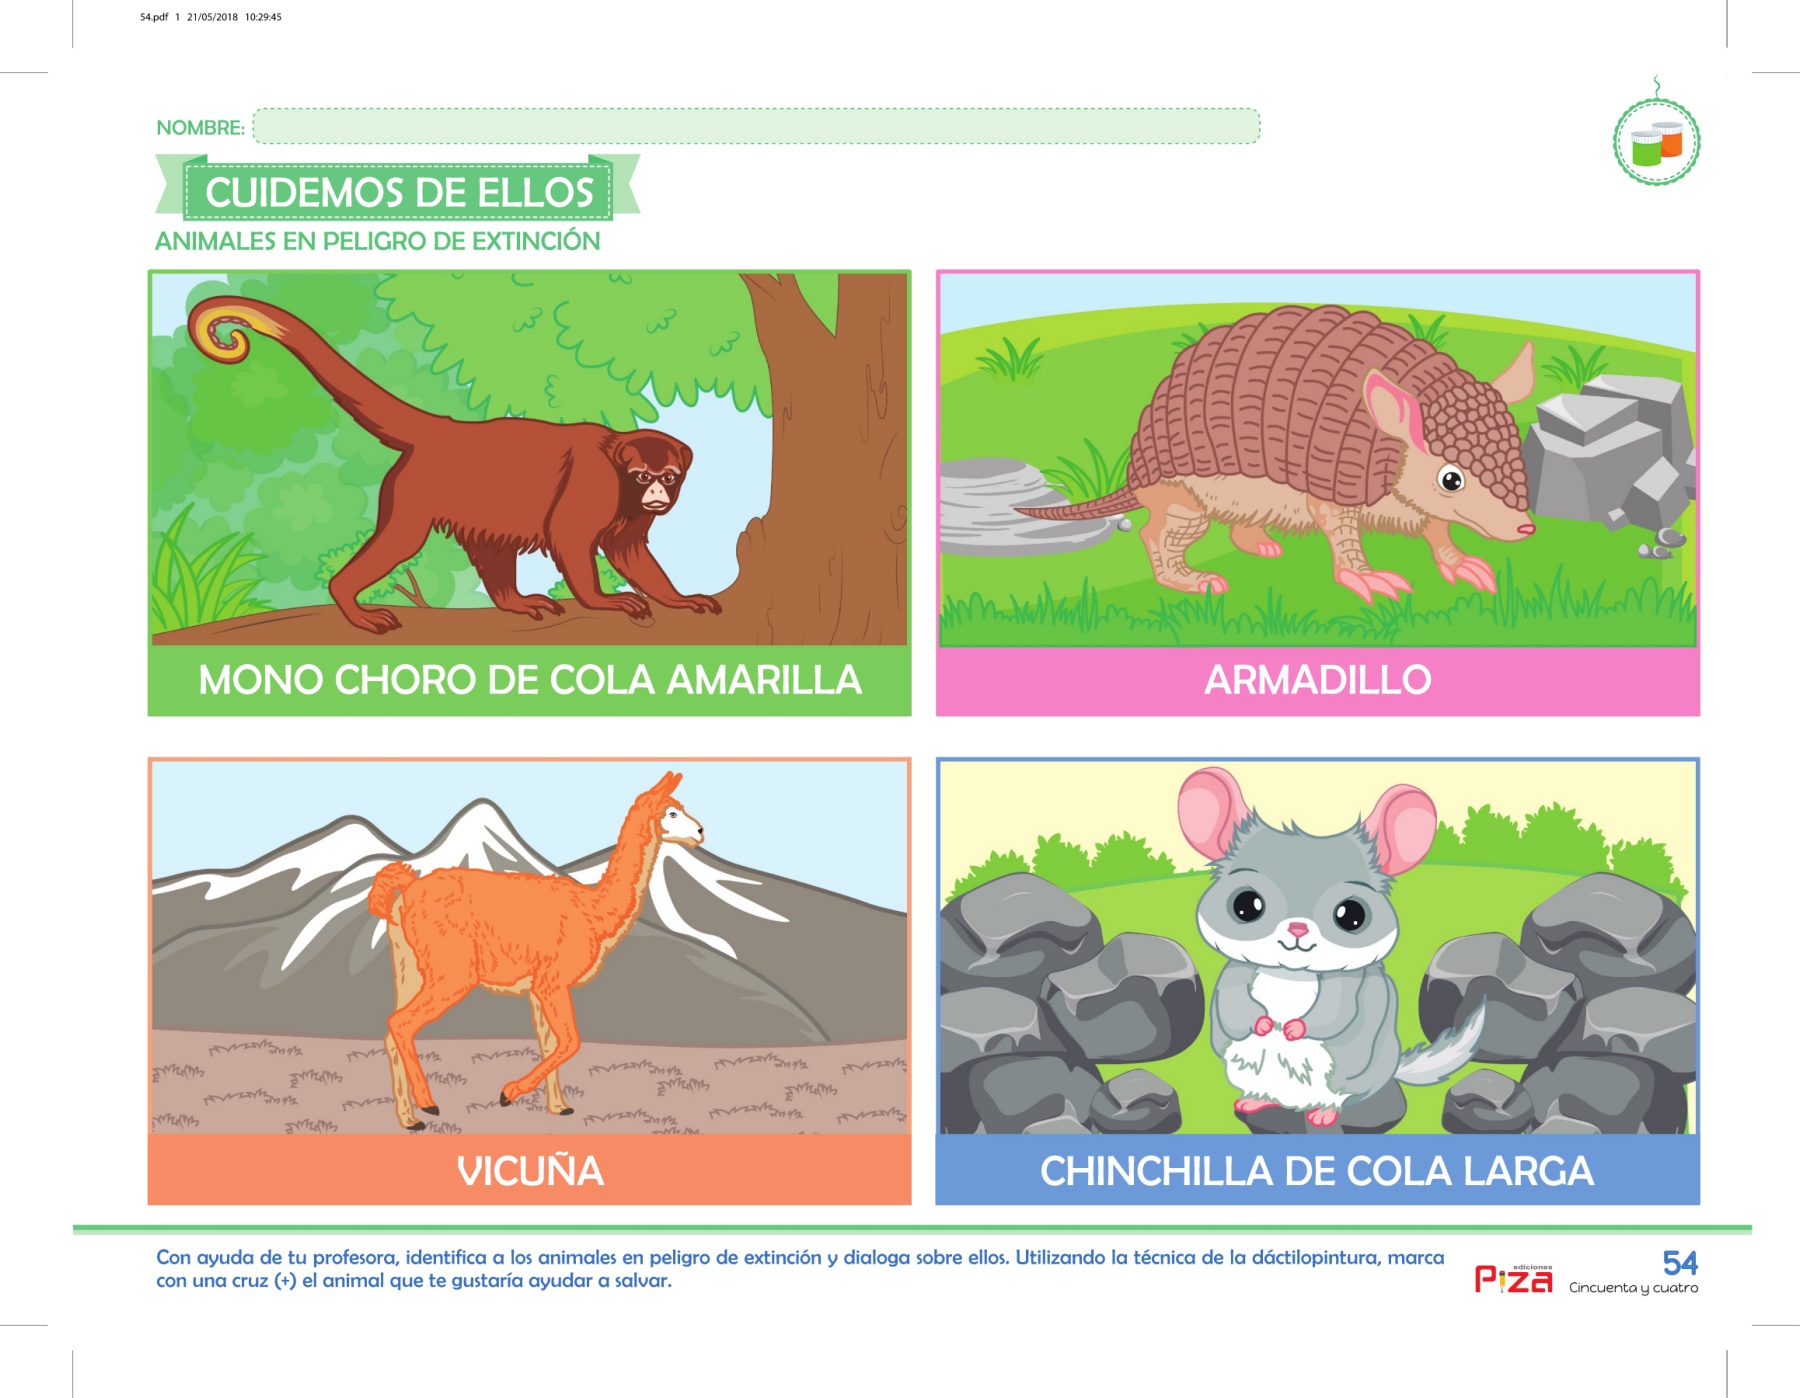 54.pdf 1 21/05/2018 10:29:45
NOMBRE:
CUIDEMOS DE ELLOS
ANIMALES EN PELIGRO DE EXTINCIÓN
MONO CHORO DE COLA AMARILLA
ARMADILLO
VICUÑA
CHINCHILLA DE COLA LARGA
Con ayuda de tu profesora, identifica a los animales en peligro de extinción y dialoga sobre ellos. Utilizando la técnica de la dáctilopintura, marca
con una cruz (+) el animal que te gustaría ayudar a salvar.
ediciones
Piza
54
Cincuenta y cuatro